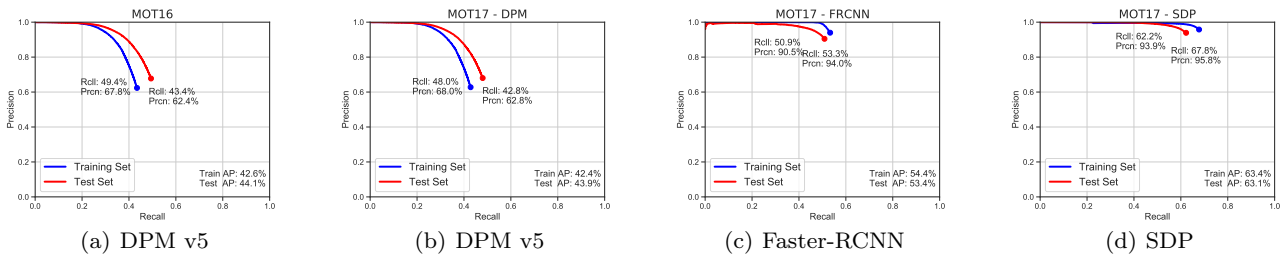 MOT16
1.0
0.8
0.6
0.4
0.2
0.0
Precision
Rcll: 49.4%
Prcn: 67.8%
Rcll: 43.4%
Prcn: 62.4%
Training Set
Test Set
Train AP: 42.6%
Test AP: 44.1%
0.0 0.2 0.4 0.6 0.8 1.0
Recall
(a) DPM v5
MOT17 - DPM
1.0
0.8
0.6
0.4
0.2
0.0
Precision
Rcll: 48.0%
Prcn: 68.0%
Rcll: 42.8%
Prcn: 62.8%
Training Set
Test Set
Train AP: 42.4%
Test AP: 43.9%
0.0 0.2 0.4 0.6 0.8 1.0
Recall
(b) DPM v5
MOT17 - FRCNN
1.0
0.8
0.6
0.4
0.2
0.0
Precision
Rcll: 50.9%
Prcn: 90.5%
Rcll: 53.3%
Prcn: 94.0%
Training Set
Test Set
Train AP: 54.4%
Test AP: 53.4%
0.0 0.2 0.4 0.6 0.8 1.0
Recall
(c) Faster-RCNN
MOT17 - SDP
1.0
0.8
0.6
0.4
0.2
0.0
Precision
Rcll: 62.2%
Prcn: 93.9%
Rcll: 67.8%
Prcn: 95.8%
Training Set
Test Set
Train AP: 63.4%
Test AP: 63.1%
0.0 0.2 0.4 0.6 0.8 1.0
Recall
(d) SDP